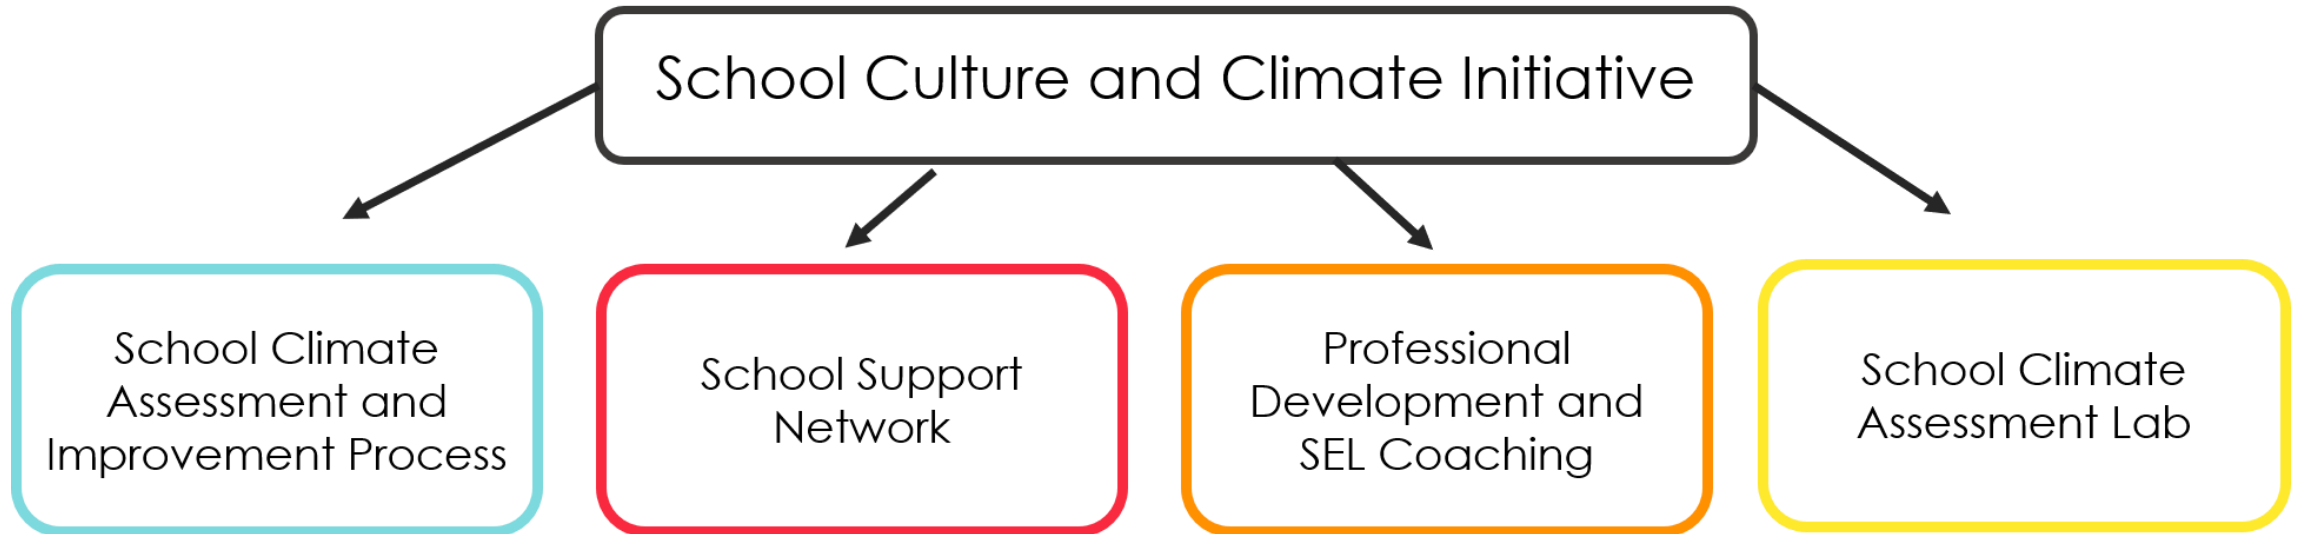 School Culture and Climate Initiative
School Climate
Assessment and
Improvement Process
School Support
Network
Professional
Development and
SEL Coaching
School Climate
Assessment Lab